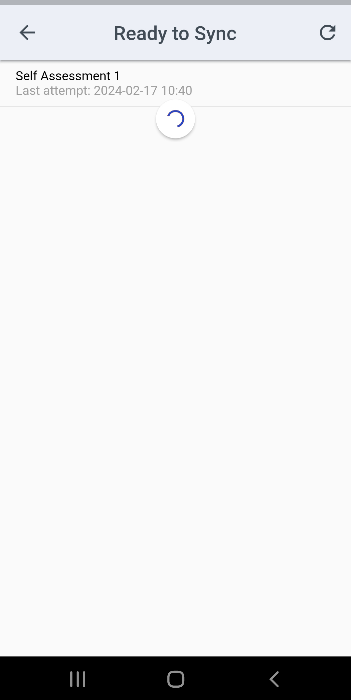 Ready to Sync
Self Assessment 1
Last attempt: 2024-02-17 10:40